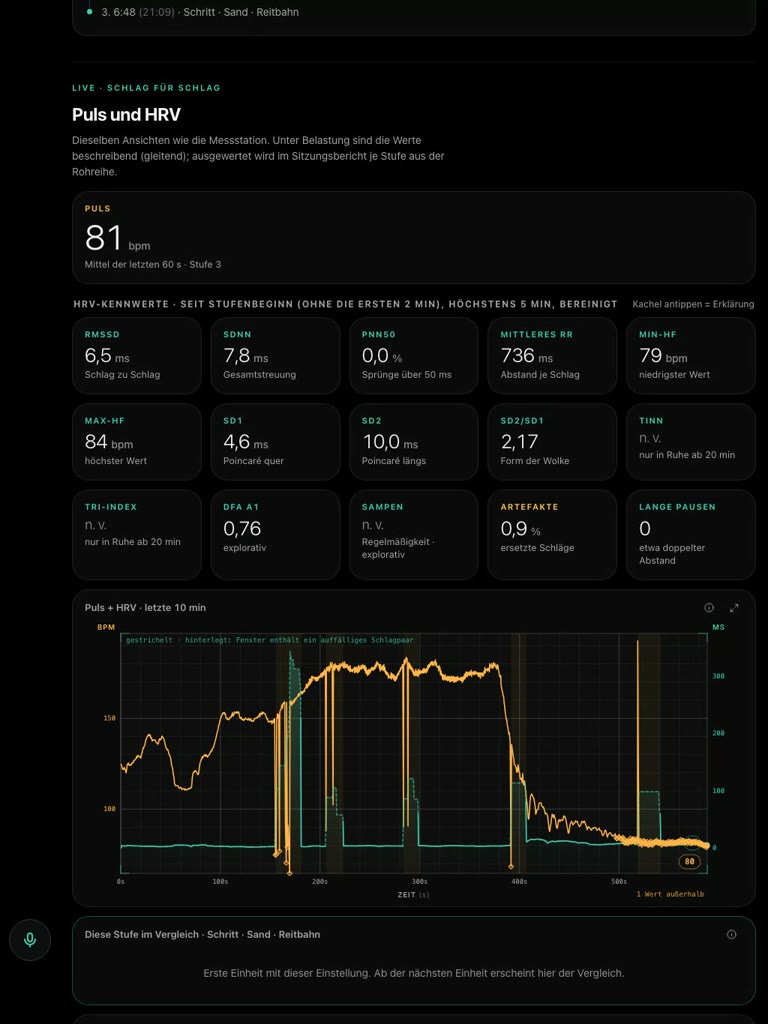 3. 6:48 (21:09) · Schritt · Sand · Reitbahn
LIVE · SCHLAG FÜR SCHLAG
Puls und HRV
Dieselben Ansichten wie die Messstation. Unter Belastung sind die Werte
beschreibend (gleitend); ausgewertet wird im Sitzungsbericht je Stufe aus der
Rohreihe.
PULS
81 bpm
Mittel der letzten 60 s · Stufe 3
HRV-KENNWERTE · SEIT STUFENBEGINN (OHNE DIE ERSTEN 2 MIN), HÖCHSTENS 5 MIN, BEREINIGT Kachel antippen = Erklärung
RMSSD SDNN PNN50 MITTLERES RR MIN-HF
6,5 ms 7,8 ms 0,0 % 736 ms 79 bpm
Schlag zu Schlag Gesamtstreuung Sprünge über 50 ms Abstand je Schlag niedrigster Wert
MAX-HF SD1 SD2 SD2/SD1 TINN
84 bpm 4,6 ms 10,0 ms 2,17 n. v.
höchster Wert Poincaré quer Poincaré längs Form der Wolke nur in Ruhe ab 20 min
TRI-INDEX DFA A1 SAMPEN ARTEFAKTE LANGE PAUSEN
n. v. 0,76 n. v. 0,9 % 0
nur in Ruhe ab 20 min explorativ Regelmäßigkeit · ersetzte Schläge etwa doppelter
explorativ Abstand
Puls + HRV · letzte 10 min
BPM MS
gestrichelt · hinterlegt: Fenster enthält ein auffälliges Schlagpaar
300
150
200
100 100
0
80
0s 100s 200s 300s 400s 500s
ZEIT (s) 1 Wert außerhalb
Diese Stufe im Vergleich · Schritt · Sand · Reitbahn
Erste Einheit mit dieser Einstellung. Ab der nächsten Einheit erscheint hier der Vergleich.